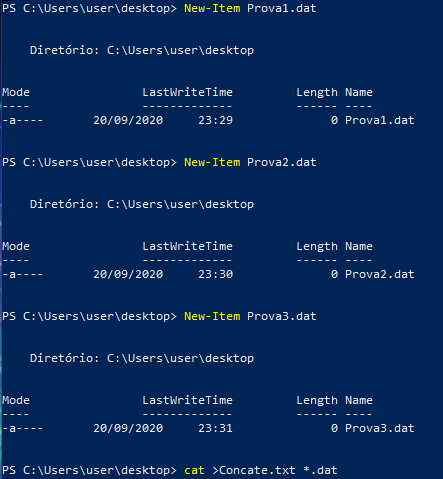 PS C:\Users\user\desktop> New-Item Prova1.dat
Diretório: C:\Users\user\desktop
Mode LastWriteTime Length Name
---- ------------- ------ ----
-a---- 20/09/2020 23:29 0 Prova1.dat
PS C:\Users\user\desktop> New-Item Prova2.dat
Diretório: C:\Users\user\desktop
Mode LastWriteTime Length Name
---- ------------- ------ ----
-a---- 20/09/2020 23:30 0 Prova2.dat
PS C:\Users\user\desktop> New-Item Prova3.dat
Diretório: C:\Users\user\desktop
Mode LastWriteTime Length Name
---- ------------- ------ ----
-a---- 20/09/2020 23:31 0 Prova3.dat
PS C:\Users\user\desktop> cat >Concate.txt *.dat